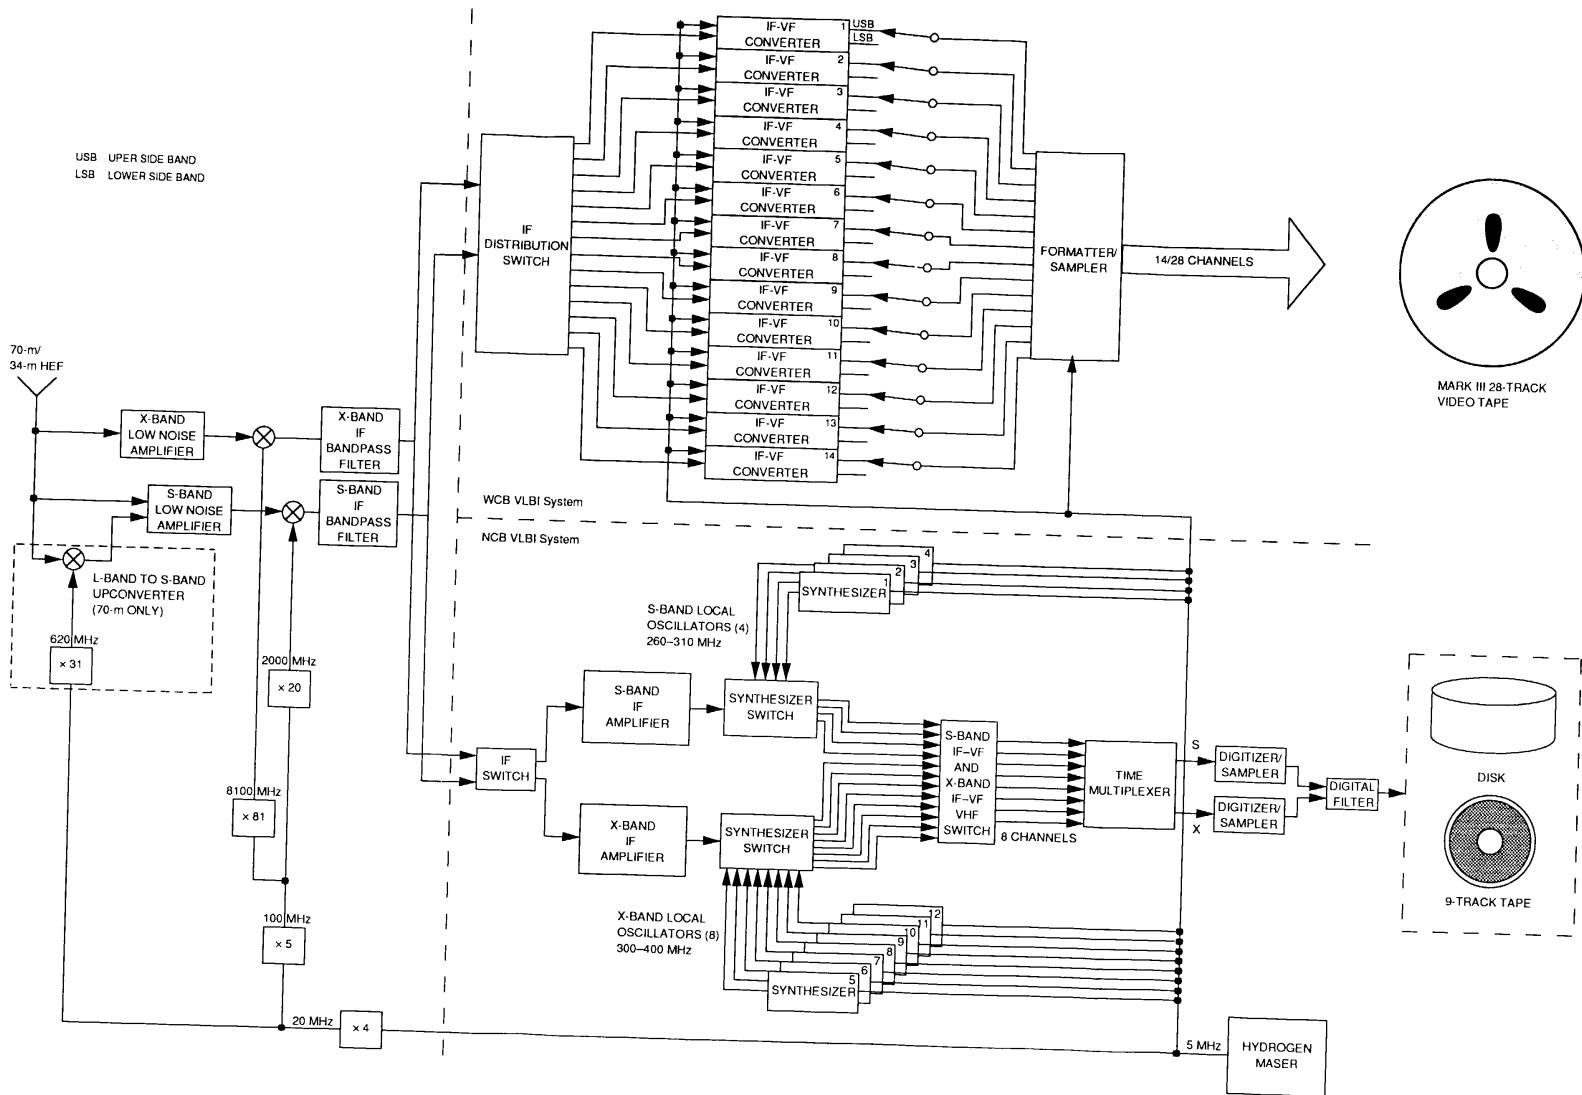 USB UPER SIDE BAND
LSB LOWER SIDE BAND
70-m/
34-m HEF
X-BAND
LOW NOISE
AMPLIFIER
X-BAND
IF
BANDPASS
FILTER
S-BAND
LOW NOISE
AMPLIFIER
S-BAND
IF
BANDPASS
FILTER
L-BAND TO S-BAND
UPCONVERTER
(70-m ONLY)
620 MHz
× 31
2000 MHz
× 20
8100 MHz
× 81
100 MHz
× 5
20 MHz
× 4
IF
DISTRIBUTION
SWITCH
IF-VF 1
CONVERTER
USB
LSB
IF-VF 2
CONVERTER
IF-VF 3
CONVERTER
IF-VF 4
CONVERTER
IF-VF 5
CONVERTER
IF-VF 6
CONVERTER
IF-VF 7
CONVERTER
IF-VF 8
CONVERTER
IF-VF 9
CONVERTER
IF-VF 10
CONVERTER
IF-VF 11
CONVERTER
IF-VF 12
CONVERTER
IF-VF 13
CONVERTER
IF-VF 14
CONVERTER
FORMATTER/
SAMPLER
14/28 CHANNELS
MARK III 28-TRACK
VIDEO TAPE
WCB VLBI System
NCB VLBI System
4
3
2
1
SYNTHESIZER
S-BAND LOCAL
OSCILLATORS (4)
260–310 MHz
S-BAND
IF
AMPLIFIER
SYNTHESIZER
SWITCH
IF
SWITCH
X-BAND
IF
AMPLIFIER
SYNTHESIZER
SWITCH
S-BAND
IF–VF
AND
X-BAND
IF–VF
VHF
SWITCH
8 CHANNELS
TIME
MULTIPLEXER
S
X
DIGITIZER/
SAMPLER
DIGITIZER/
SAMPLER
DIGITAL
FILTER
DISK
9-TRACK TAPE
X-BAND LOCAL
OSCILLATORS (8)
300–400 MHz
12
11
10
9
8
7
6
5
SYNTHESIZER
5 MHz
HYDROGEN
MASER